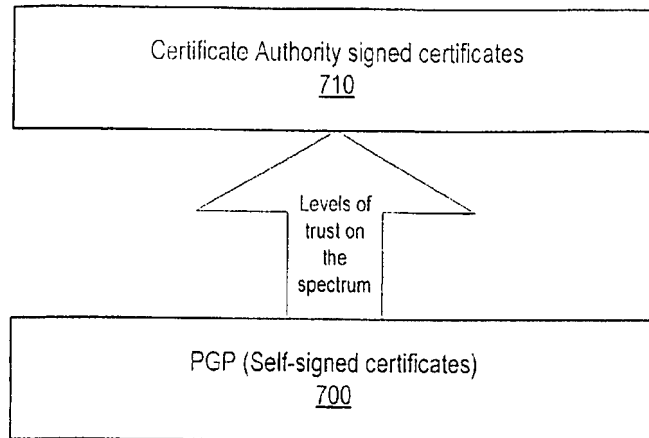 Certificate Authority signed certificates
710
Levels of
trust on
the
spectrum
PGP (Self-signed certificates)
700